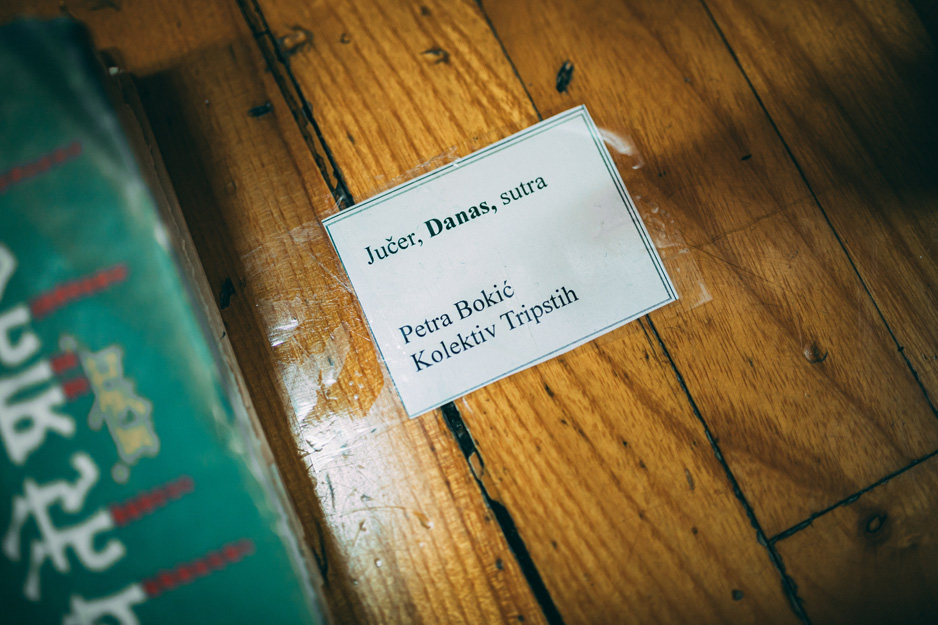 Jučer, Danas, sutra
Petra Bokić
Kolektiv Tripstih